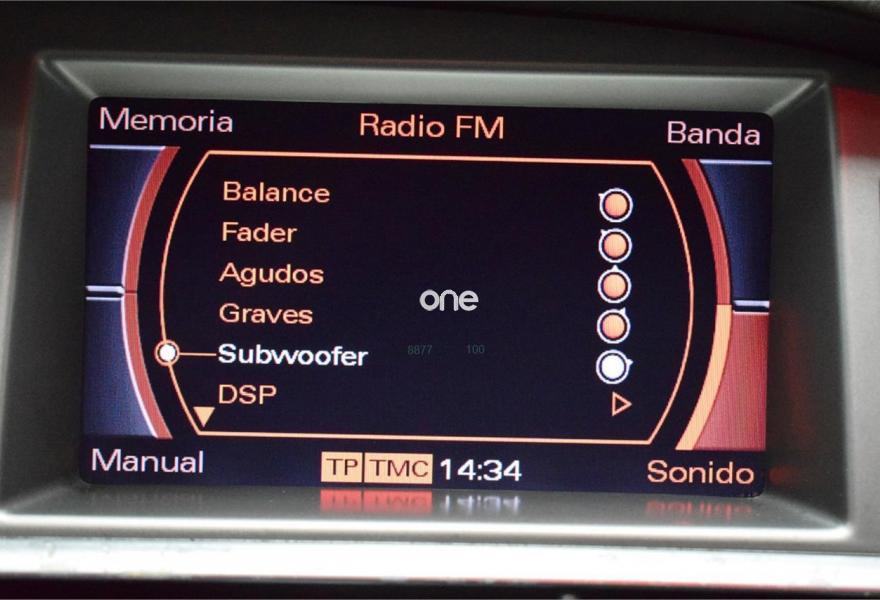 Memoria Radio FM Banda
Balance
Fader
Agudos
one
Graves
Subwoofer 8877 100
DSP
Manual TP TMC 14:34 Sonido